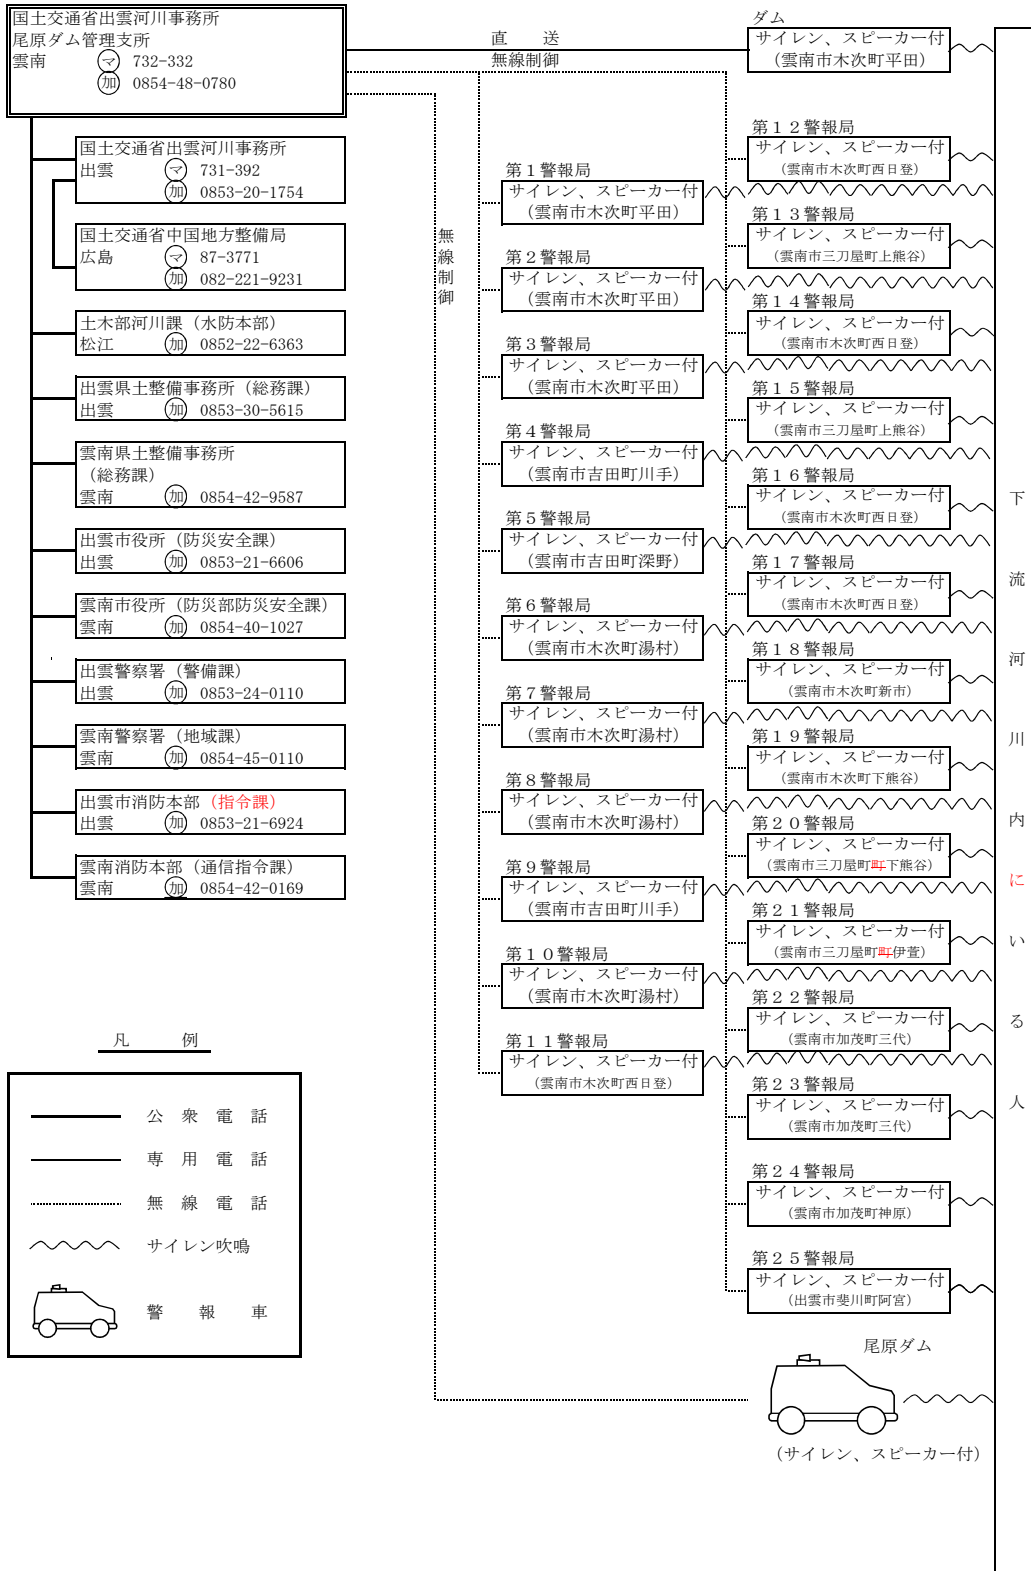 国土交通省出雲河川事務所
尾原ダム管理支所
雲南 マ 732-332
加 0854-48-0780
国土交通省出雲河川事務所
出雲 マ 731-392
加 0853-20-1754
国土交通省中国地方整備局
広島 マ 87-3771
加 082-221-9231
土木部河川課（水防本部）
松江 加 0852-22-6363
出雲県土整備事務所（総務課）
出雲 加 0853-30-5615
雲南県土整備事務所
（総務課）
雲南 加 0854-42-9587
出雲市役所（防災安全課）
出雲 加 0853-21-6606
雲南市役所（防災部防災安全課）
雲南 加 0854-40-1027
出雲警察署（警備課）
出雲 加 0853-24-0110
雲南警察署（地域課）
雲南 加 0854-45-0110
出雲市消防本部（指令課）
出雲 加 0853-21-6924
雲南消防本部（通信指令課）
雲南 加 0854-42-0169
凡 例
公 衆 電 話
専 用 電 話
無 線 電 話
サイレン吹鳴
警 報 車
直 送
無線制御
無線制御
第１警報局
サイレン、スピーカー付
（雲南市木次町平田）
第２警報局
サイレン、スピーカー付
（雲南市木次町平田）
第３警報局
サイレン、スピーカー付
（雲南市木次町平田）
第４警報局
サイレン、スピーカー付
（雲南市吉田町川手）
第５警報局
サイレン、スピーカー付
（雲南市吉田町深野）
第６警報局
サイレン、スピーカー付
（雲南市木次町湯村）
第７警報局
サイレン、スピーカー付
（雲南市木次町湯村）
第８警報局
サイレン、スピーカー付
（雲南市木次町湯村）
第９警報局
サイレン、スピーカー付
（雲南市吉田町川手）
第１０警報局
サイレン、スピーカー付
（雲南市木次町湯村）
第１１警報局
サイレン、スピーカー付
（雲南市木次町西日登）
ダム
サイレン、スピーカー付
（雲南市木次町平田）
第１２警報局
サイレン、スピーカー付
（雲南市木次町西日登）
第１３警報局
サイレン、スピーカー付
（雲南市三刀屋町上熊谷）
第１４警報局
サイレン、スピーカー付
（雲南市木次町西日登）
第１５警報局
サイレン、スピーカー付
（雲南市三刀屋町上熊谷）
第１６警報局
サイレン、スピーカー付
（雲南市木次町西日登）
第１７警報局
サイレン、スピーカー付
（雲南市木次町西日登）
第１８警報局
サイレン、スピーカー付
（雲南市木次町新市）
第１９警報局
サイレン、スピーカー付
（雲南市木次町下熊谷）
第２０警報局
サイレン、スピーカー付
（雲南市三刀屋町町下熊谷）
第２１警報局
サイレン、スピーカー付
（雲南市三刀屋町町伊萱）
第２２警報局
サイレン、スピーカー付
（雲南市加茂町三代）
第２３警報局
サイレン、スピーカー付
（雲南市加茂町三代）
第２４警報局
サイレン、スピーカー付
（雲南市加茂町神原）
第２５警報局
サイレン、スピーカー付
（出雲市斐川町阿宮）
尾原ダム
（サイレン、スピーカー付）
下流河川内にいる人